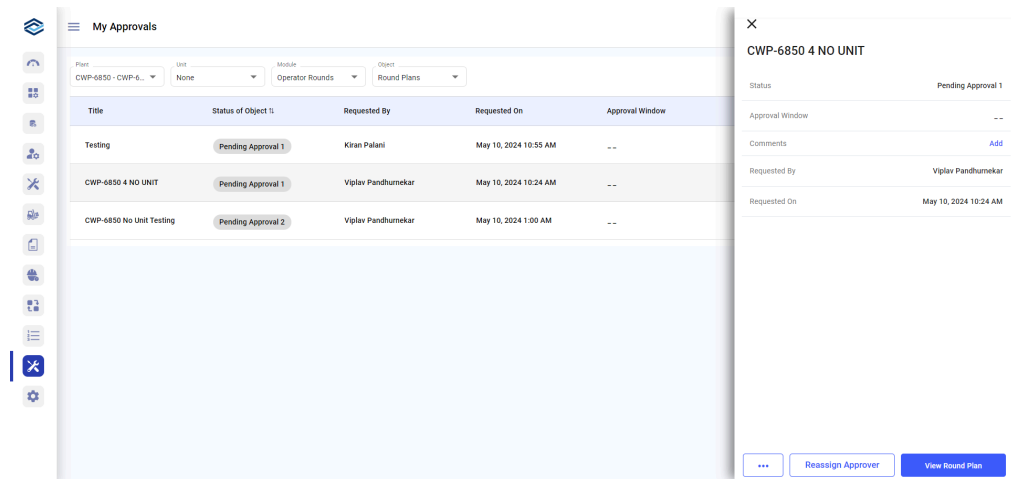 My Approvals
Plant
CWP-6850 - CWP-6...
Unit
None
Module
Operator Rounds
Object
Round Plans
Title Status of Object Requested By Requested On Approval Window
Testing Pending Approval 1 Kiran Palani May 10, 2024 10:55 AM _ _
CWP-6850 4 NO UNIT Pending Approval 1 Viplav Pandhurnekar May 10, 2024 10:24 AM _ _
CWP-6850 No Unit Testing Pending Approval 2 Viplav Pandhurnekar May 10, 2024 1:00 AM _ _
CWP-6850 4 NO UNIT
Status Pending Approval 1
Approval Window _ _
Comments Add
Requested By Viplav Pandhurnekar
Requested On May 10, 2024 10:24 AM
... Reassign Approver View Round Plan